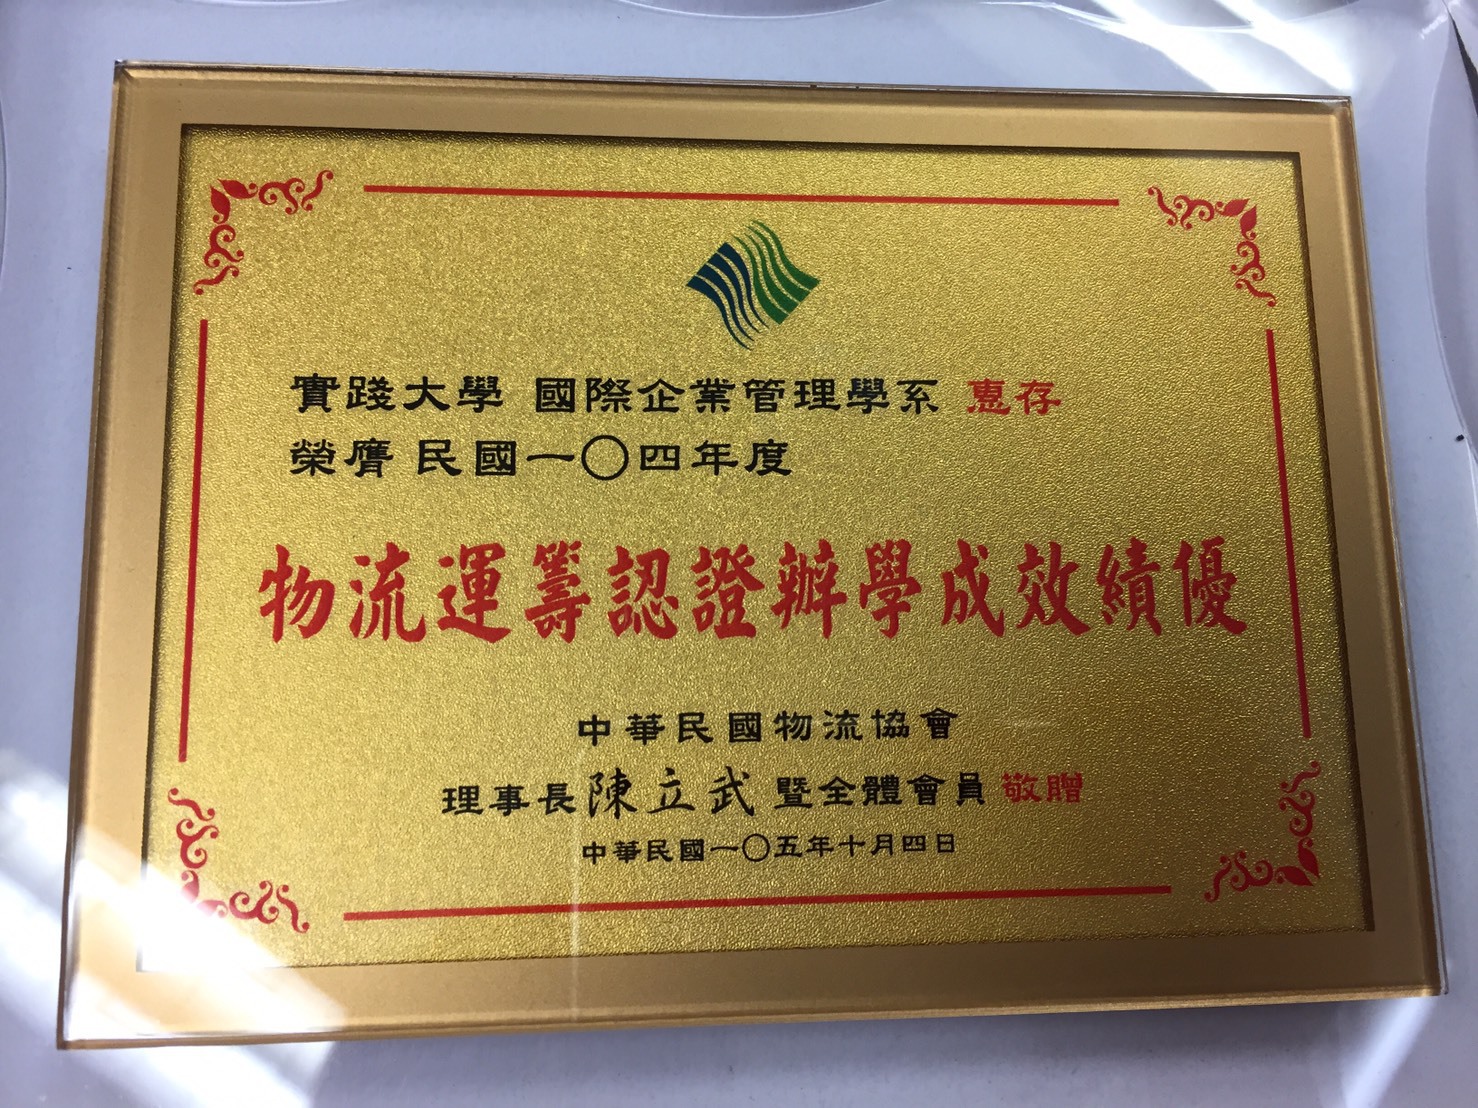 實踐大學 國際企業管理學系 惠存
榮膺 民國一〇四年度
物流運籌認證辦學成效績優
中華民國物流協會
理事長陳立武 暨全體會員 敬贈
中華民國一〇五年十月四日